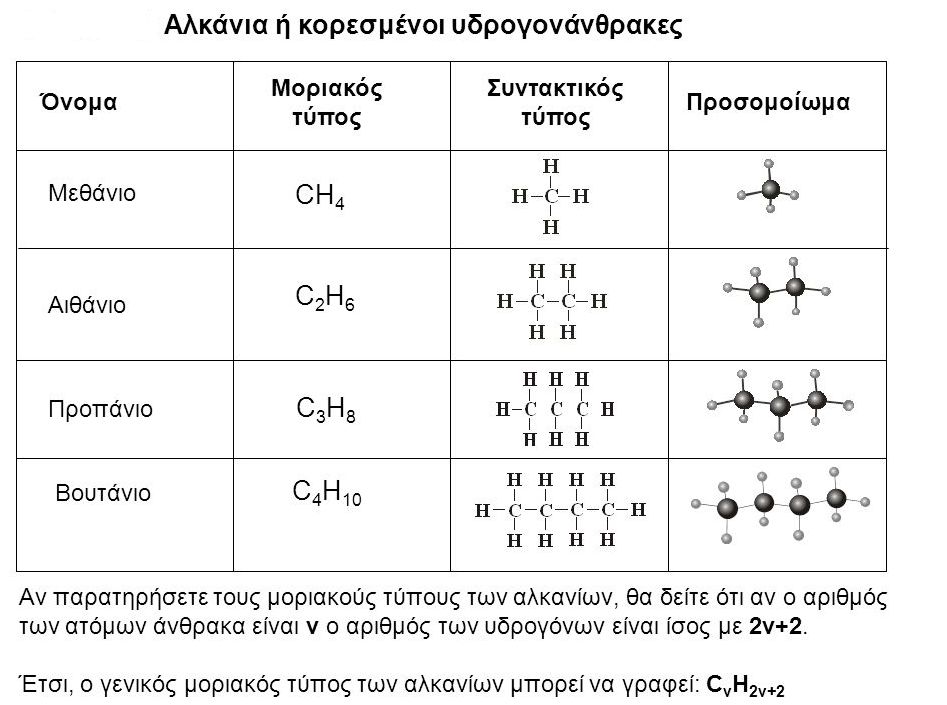 Αλκάνια ή κορεσμένοι υδρογονάνθρακες
Όνομα
Μοριακός
τύπος
Συντακτικός
τύπος
Προσομοίωμα
Μεθάνιο
CH₄
H
H–C–H
H
Αιθάνιο
C₂H₆
H H
H–C–C–H
H H
Προπάνιο
C₃H₈
H H H
H–C C C H
H H H
Βουτάνιο
C₄H₁₀
H H H H
H–C–C–C–C–H
H H H H
Αν παρατηρήσετε τους μοριακούς τύπους των αλκανίων, θα δείτε ότι αν ο αριθμός
των ατόμων άνθρακα είναι ν ο αριθμός των υδρογόνων είναι ίσος με 2ν+2.
Έτσι, ο γενικός μοριακός τύπος των αλκανίων μπορεί να γραφεί: CνH2ν+2